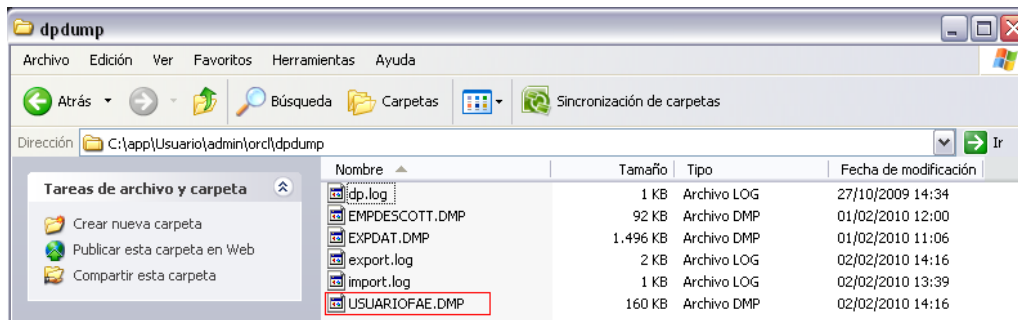 dpdump
Archivo Edición Ver Favoritos Herramientas Ayuda
Atrás Búsqueda Carpetas Sincronización de carpetas
Dirección C:\app\Usuario\admin\orcl\dpdump Ir
Tareas de archivo y carpeta
Crear nueva carpeta
Publicar esta carpeta en Web
Compartir esta carpeta
Nombre Tamaño Tipo Fecha de modificación
dp.log 1 KB Archivo LOG 27/10/2009 14:34
EMPDESCOTT.DMP 92 KB Archivo DMP 01/02/2010 12:00
EXPDAT.DMP 1.496 KB Archivo DMP 01/02/2010 11:06
export.log 2 KB Archivo LOG 02/02/2010 14:16
import.log 1 KB Archivo LOG 02/02/2010 13:39
USUARIOFAE.DMP 160 KB Archivo DMP 02/02/2010 14:16